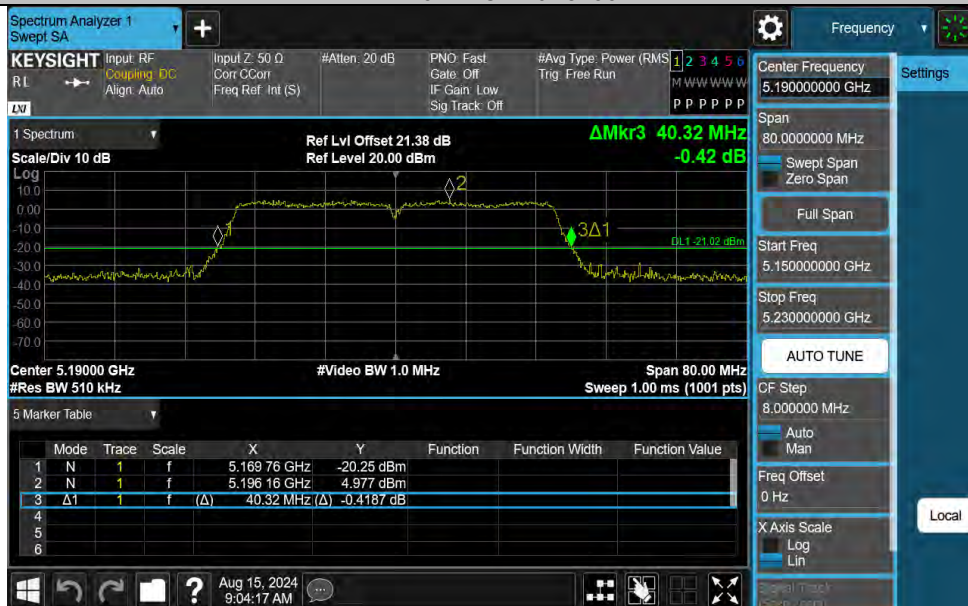 Spectrum Analyzer 1
Swept SA
+
Frequency
KEYSIGHT
RL
LXI
Input: RF
Coupling: DC
Align: Auto
Input Z: 50 Ω
Corr CCorr
Freq Ref: Int (S)
#Atten: 20 dB
PNO: Fast
Gate: Off
IF Gain: Low
Sig Track: Off
#Avg Type: Power (RMS
Trig: Free Run
1 2 3 4 5 6
M W W W W W
P P P P P P
1 Spectrum
Scale/Div 10 dB
Ref Lvl Offset 21.38 dB
Ref Level 20.00 dBm
ΔMkr3 40.32 MHz
-0.42 dB
Log
10.0
0.00
-10.0
-20.0
-30.0
-40.0
-50.0
-60.0
-70.0
1
2
3Δ1
DL1 -21.02 dBm
Center 5.19000 GHz
#Video BW 1.0 MHz
Span 80.00 MHz
#Res BW 510 kHz
Sweep 1.00 ms (1001 pts)
5 Marker Table
Mode Trace Scale X Y Function Function Width Function Value
1 N 1 f 5.169 76 GHz -20.25 dBm
2 N 1 f 5.196 16 GHz 4.977 dBm
3 Δ1 1 f (Δ) 40.32 MHz (Δ) -0.4187 dB
4
5
6
Aug 15, 2024
9:04:17 AM
?
Center Frequency
5.190000000 GHz
Settings
Span
80.0000000 MHz
Swept Span
Zero Span
Full Span
Start Freq
5.150000000 GHz
Stop Freq
5.230000000 GHz
AUTO TUNE
CF Step
8.000000 MHz
Auto
Man
Freq Offset
0 Hz
Local
X Axis Scale
Log
Lin
Signal Track